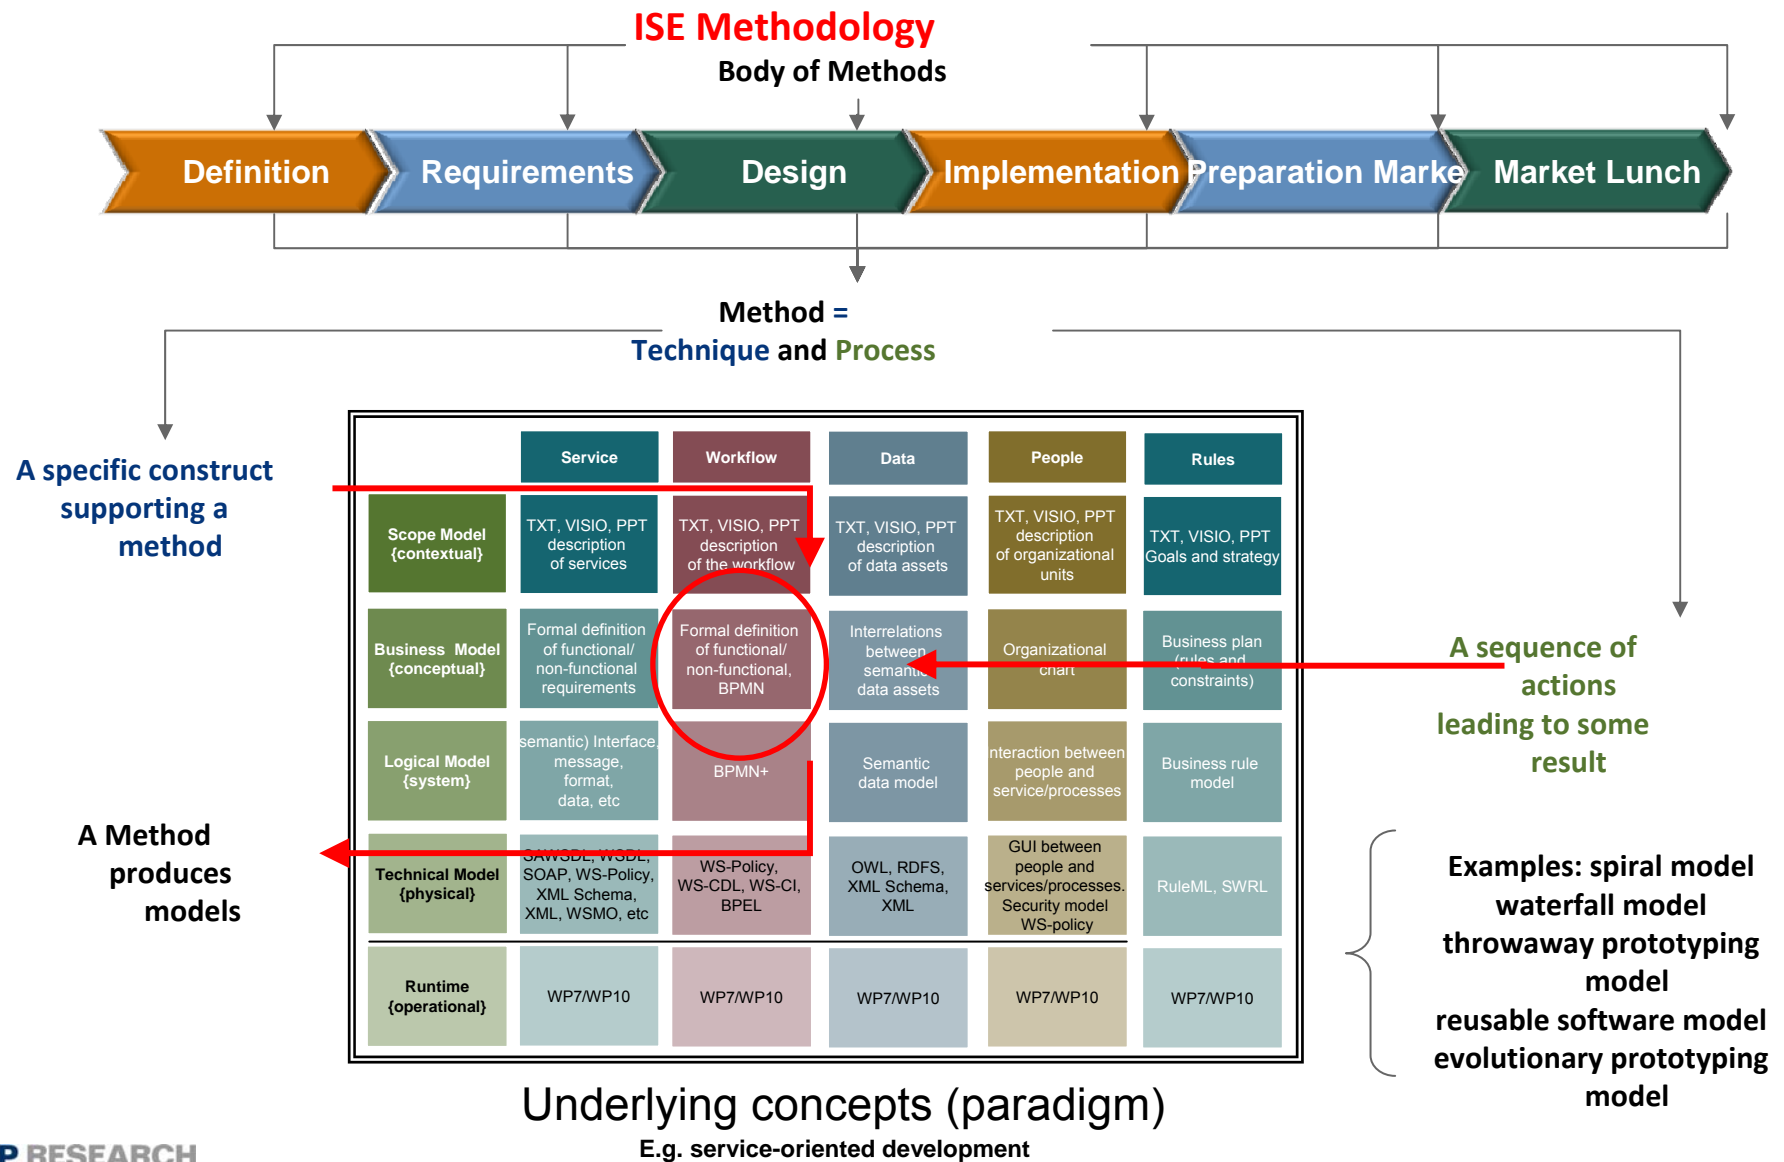 ISE Methodology
Body of Methods
Definition
Requirements
Design
Implementation
Preparation Marke
Market Lunch
Method =
Technique and Process
A specific construct
supporting a
method
Service
Workflow
Data
People
Rules
Scope Model
{contextual}
TXT, VISIO, PPT
description
of services
TXT, VISIO, PPT
description
of the workflow
TXT, VISIO, PPT
description
of data assets
TXT, VISIO, PPT
description
of organizational
units
TXT, VISIO, PPT
Goals and strategy
Business Model
{conceptual}
Formal definition
of functional/
non-functional
requirements
Formal definition
of functional/
non-functional,
BPMN
Interrelations
between
semantic
data assets
Organizational
chart
Business plan
(rules and
constraints)
A sequence of
actions
leading to some
result
Logical Model
{system}
semantic) Interface,
message,
format,
data, etc
BPMN+
Semantic
data model
nteraction between
people and
service/processes
Business rule
model
A Method
produces
models
Technical Model
{physical}
SAWSDL, WSDL,
SOAP, WS-Policy,
XML Schema,
XML, WSMO, etc
WS-Policy,
WS-CDL, WS-CI,
BPEL
OWL, RDFS,
XML Schema,
XML
GUI between
people and
services/processes.
Security model
WS-policy
RuleML, SWRL
Runtime
{operational}
WP7/WP10
WP7/WP10
WP7/WP10
WP7/WP10
WP7/WP10
Examples: spiral model
waterfall model
throwaway prototyping
model
reusable software model
evolutionary prototyping
model
Underlying concepts (paradigm)
E.g. service-oriented development
P RESEARCH